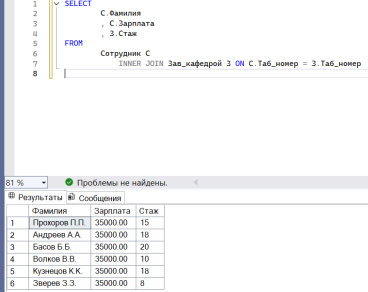 1 SELECT
2 С.Фамилия
3 , С.Зарплата
4 , З.Стаж
5 FROM
6 Сотрудник С
7 INNER JOIN Зав_кафедрой З ON С.Таб_номер = З.Таб_номер
8
81 %
Проблемы не найдены.
Результаты Сообщения
Фамилия Зарплата Стаж
1 Прохоров П.П. 35000.00 15
2 Андреев А.А. 35000.00 18
3 Басов Б.Б. 35000.00 20
4 Волков В.В. 35000.00 10
5 Кузнецов К.К. 35000.00 18
6 Зверев З.З. 35000.00 8